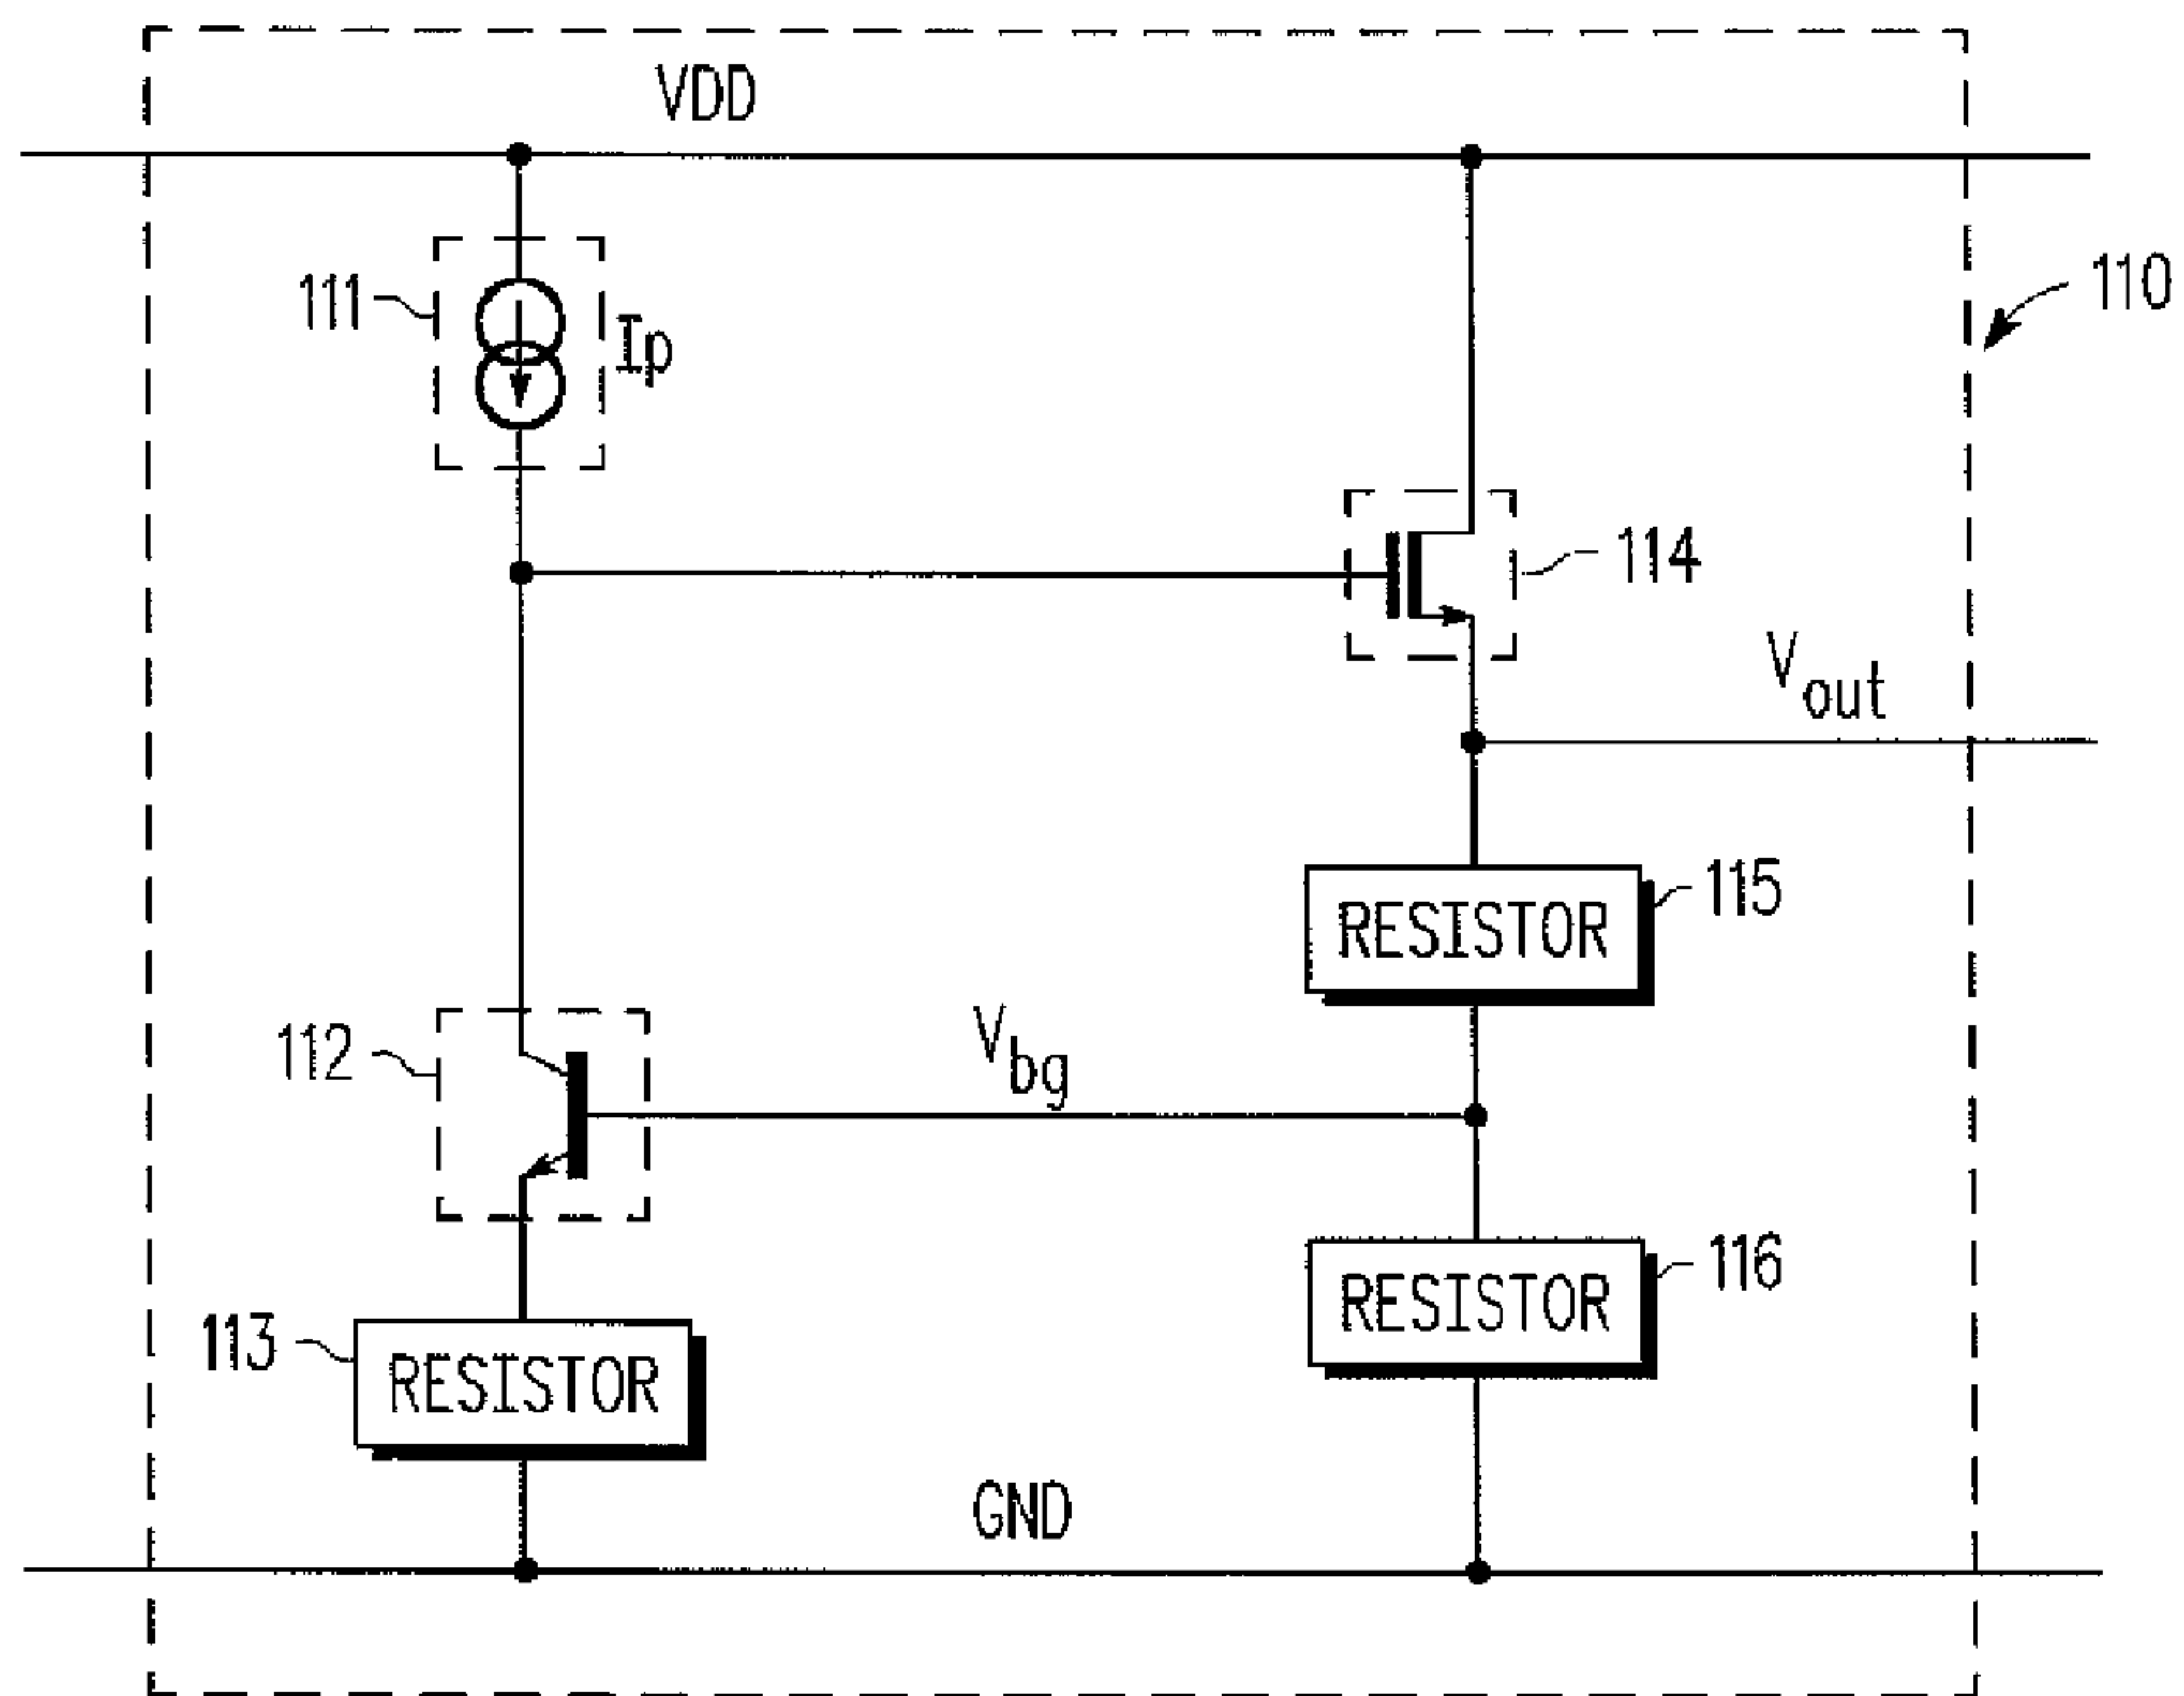 VDD
111
Ip
110
114
Vout
RESISTOR
115
112
Vbg
RESISTOR
116
113
RESISTOR
GND